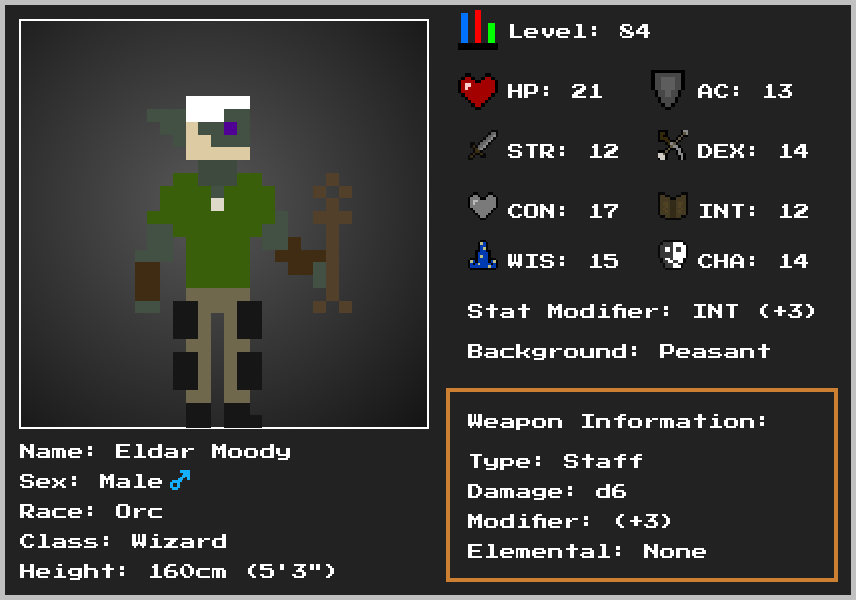 Level: 84
HP: 21 AC: 13
STR: 12 DEX: 14
CON: 17 INT: 12
WIS: 15 CHA: 14
Stat Modifier: INT (+3)
Background: Peasant
Weapon Information:
Type: Staff
Damage: d6
Modifier: (+3)
Elemental: None
Name: Eldar Moody
Sex: Male ♂
Race: Orc
Class: Wizard
Height: 160cm (5'3")